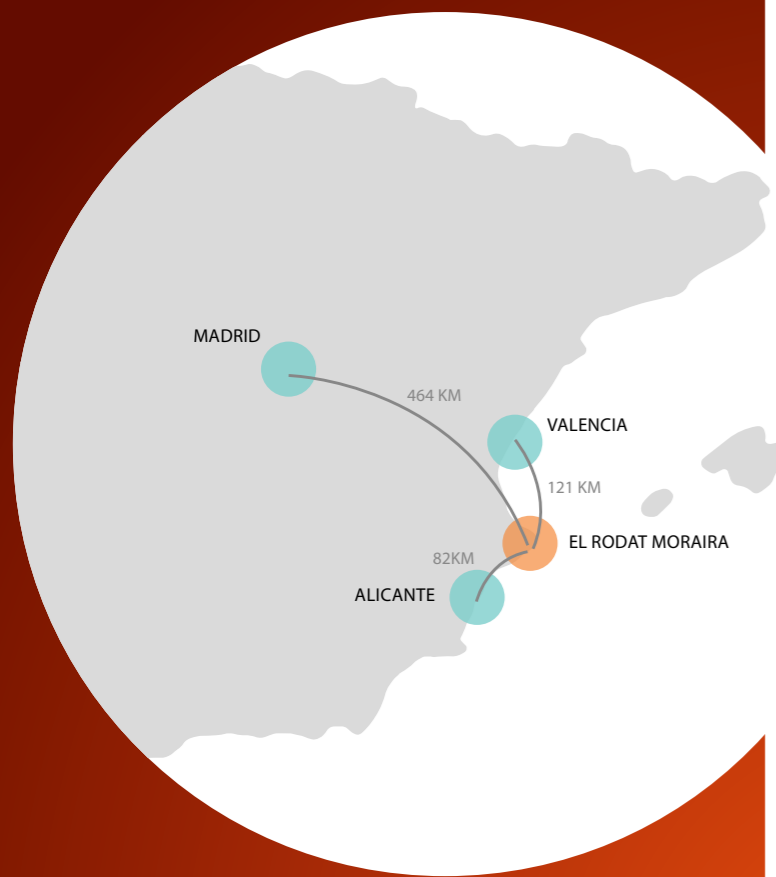 MADRID
464 KM
VALENCIA
121 KM
EL RODAT MORAIRA
82KM
ALICANTE